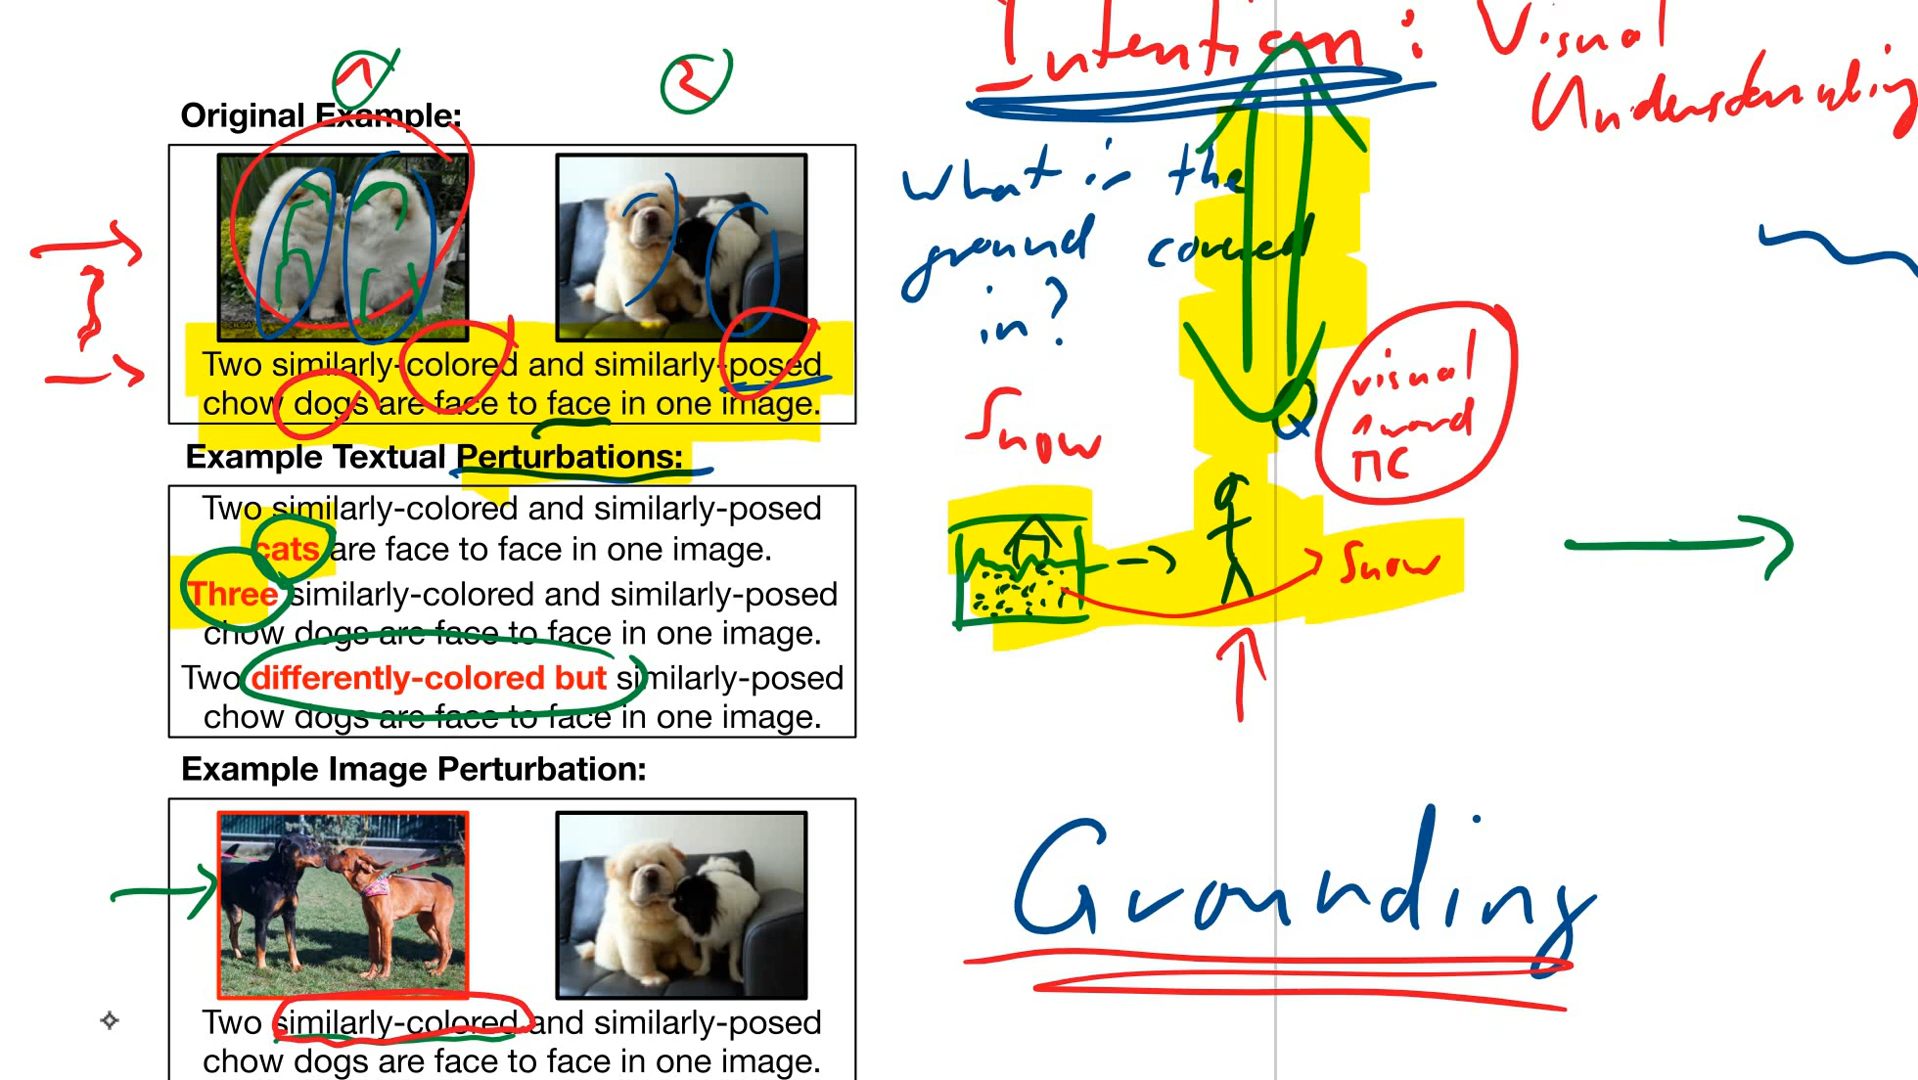 1
2
Original Example:
Two similarly-colored and similarly-posed
chow dogs are face to face in one image.
Example Textual Perturbations:
Two similarly-colored and similarly-posed
cats are face to face in one image.
Three similarly-colored and similarly-posed
chow dogs are face to face in one image.
Two differently-colored but similarly-posed
chow dogs are face to face in one image.
Example Image Perturbation:
Two similarly-colored and similarly-posed
chow dogs are face to face in one image.
Intention: Visual
Understanding
What is the
ground covered
in?
Snow
Q
visual
Snow
Grounding